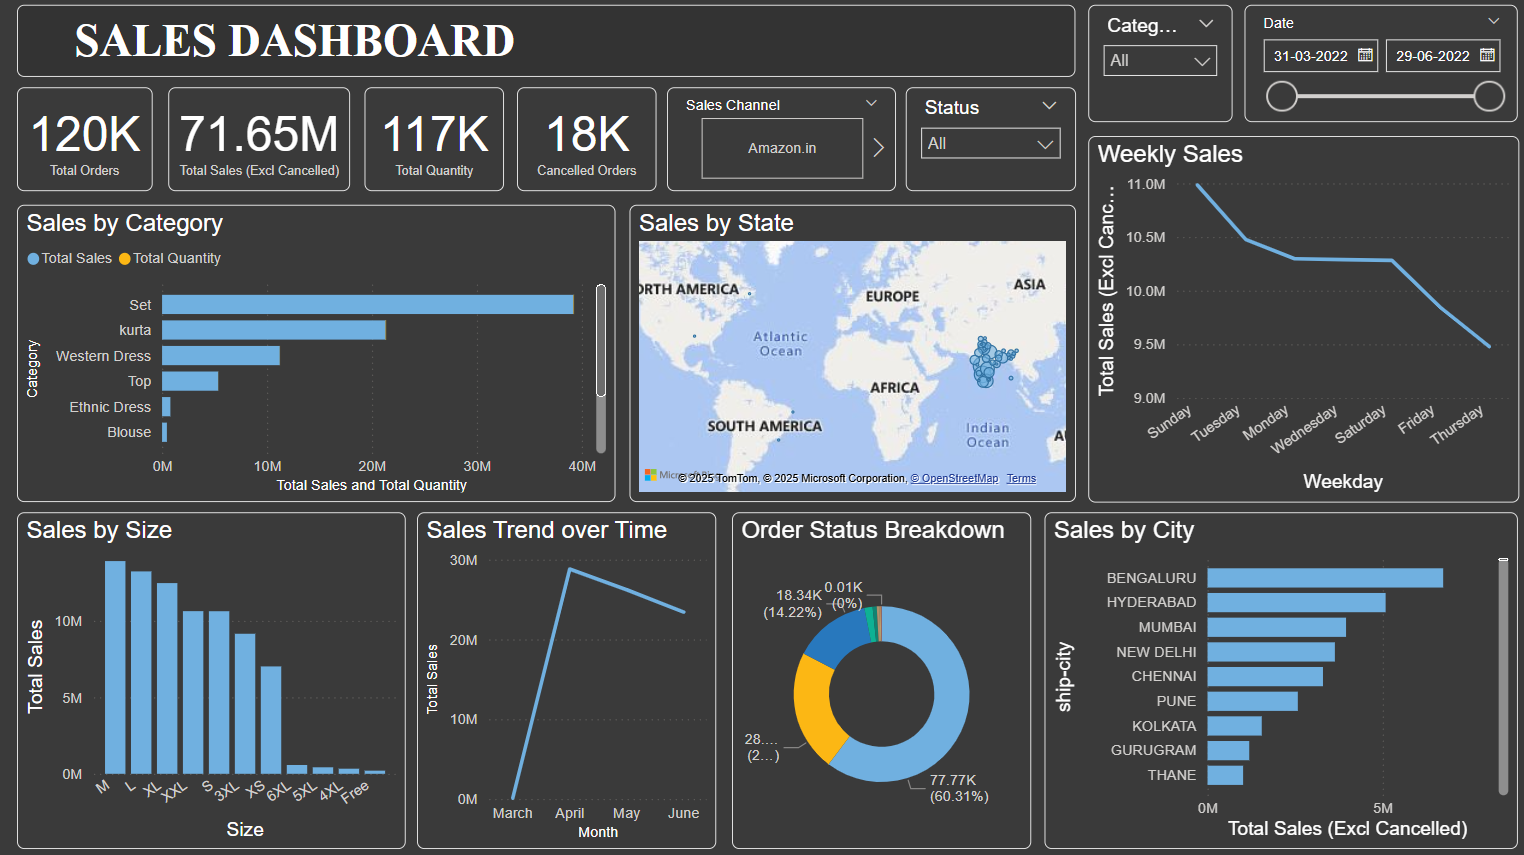 SALES DASHBOARD
Categ...
All
Date
31-03-2022
29-06-2022
120K
Total Orders
71.65M
Total Sales (Excl Cancelled)
117K
Total Quantity
18K
Cancelled Orders
Sales Channel
Amazon.in
Status
All
Weekly Sales
Total Sales (Excl Canc...
11.0M
10.5M
10.0M
9.5M
9.0M
Sunday
Tuesday
Monday
Wednesday
Saturday
Friday
Thursday
Weekday
Sales by Category
Total Sales Total Quantity
Category
Set
kurta
Western Dress
Top
Ethnic Dress
Blouse
0M 10M 20M 30M 40M
Total Sales and Total Quantity
Sales by State
ORTH AMERICA
EUROPE
ASIA
Atlantic
Ocean
AFRICA
SOUTH AMERICA
Indian
Ocean
A
© 2025 TomTom, © 2025 Microsoft Corporation, © OpenStreetMap Terms
Sales by Size
Total Sales
10M
5M
0M
M
L
XL
XXL
S
3XL
XS
6XL
5XL
4XL
Free
Size
Sales Trend over Time
Total Sales
30M
20M
10M
0M
March April May June
Month
Order Status Breakdown
0.01K
(0%)
18.34K
(14.22%)
28....
(2...)
77.77K
(60.31%)
Sales by City
ship-city
BENGALURU
HYDERABAD
MUMBAI
NEW DELHI
CHENNAI
PUNE
KOLKATA
GURUGRAM
THANE
0M 5M
Total Sales (Excl Cancelled)